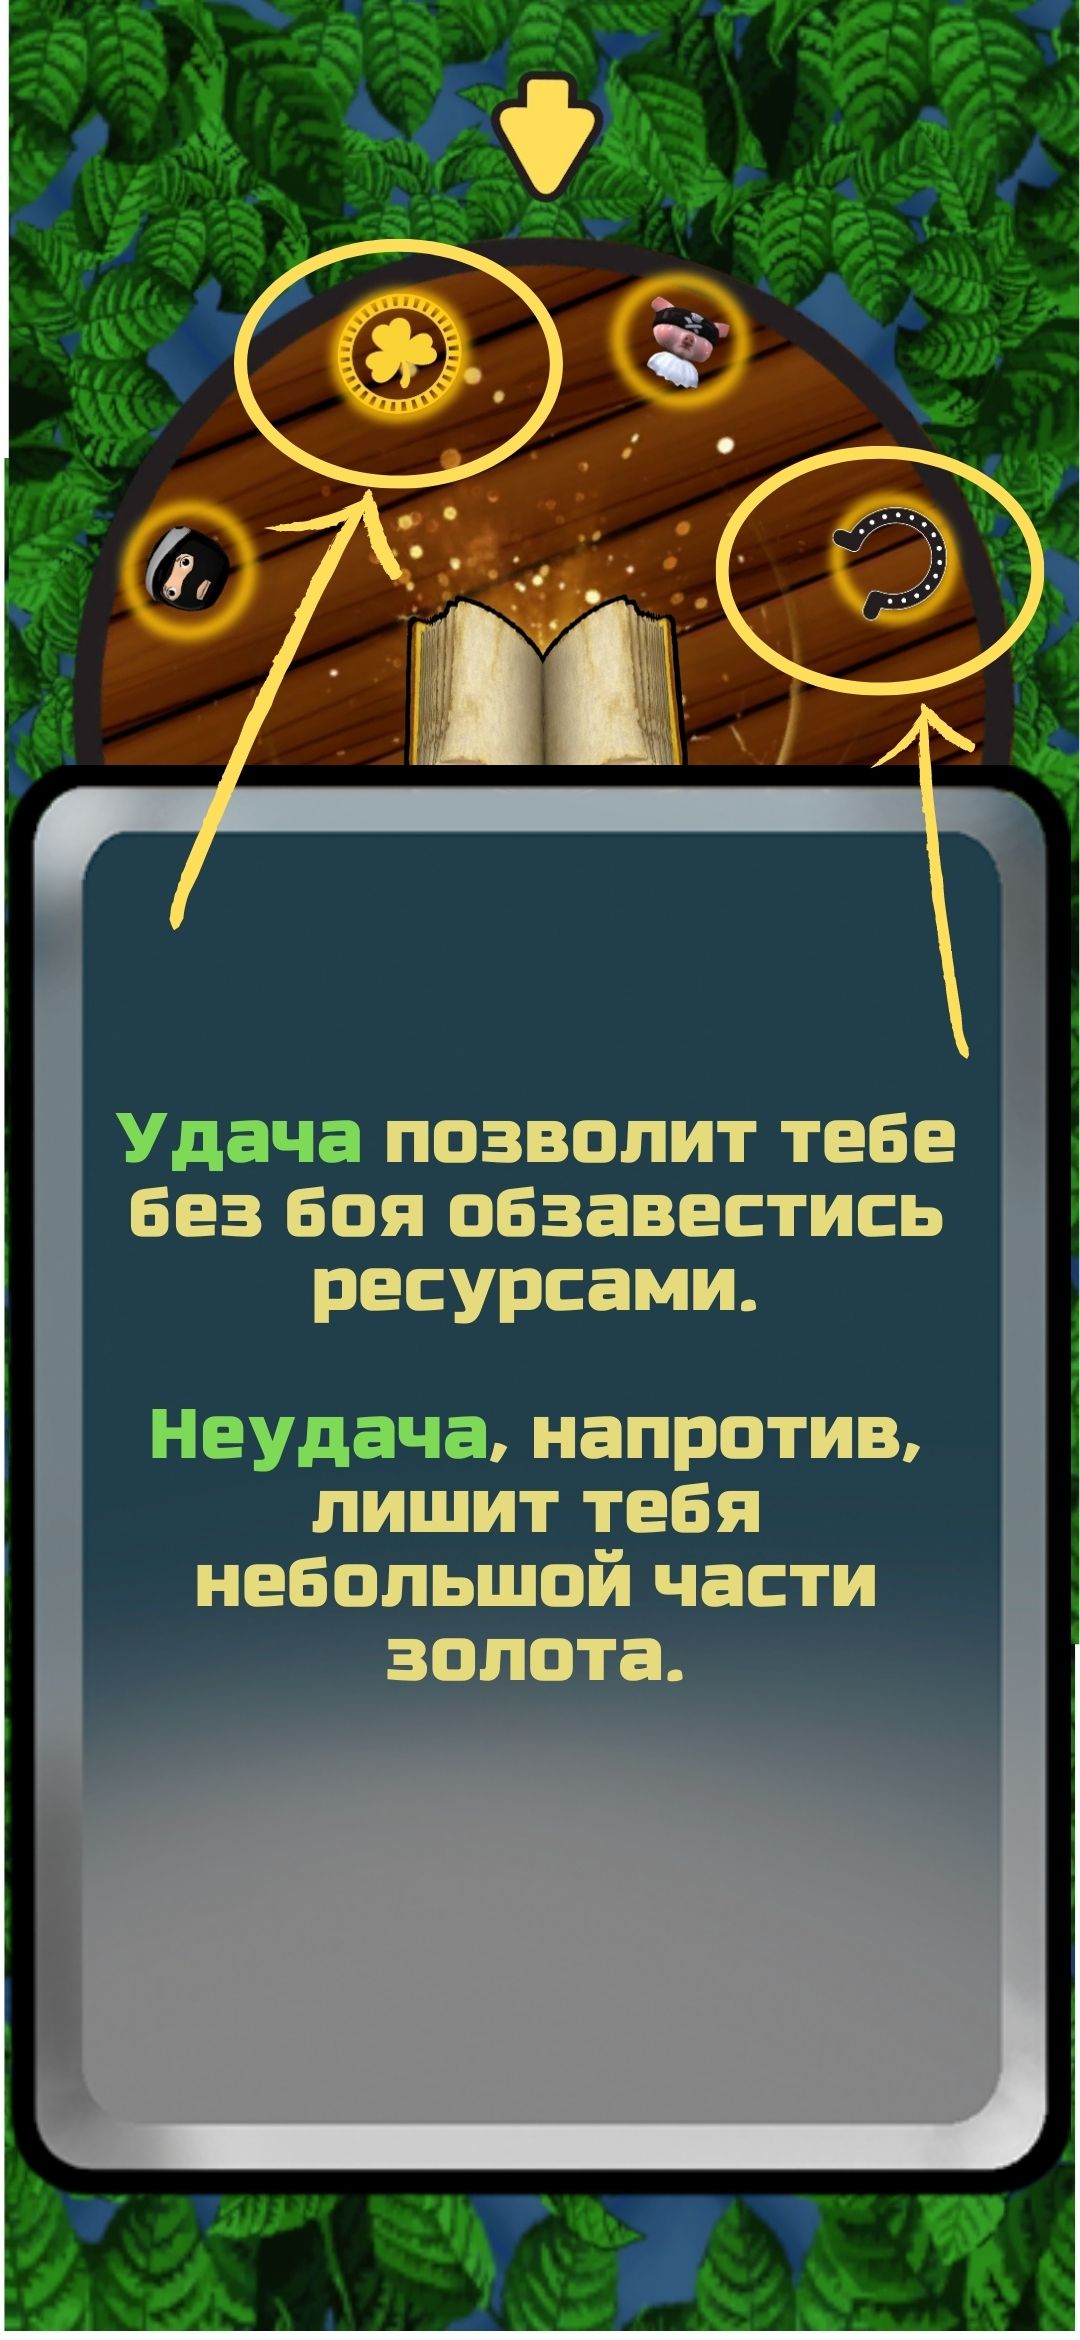 Удача позволит тебе
без боя обзавестись
ресурсами.
Неудача, напротив,
лишит тебя
небольшой части
золота.